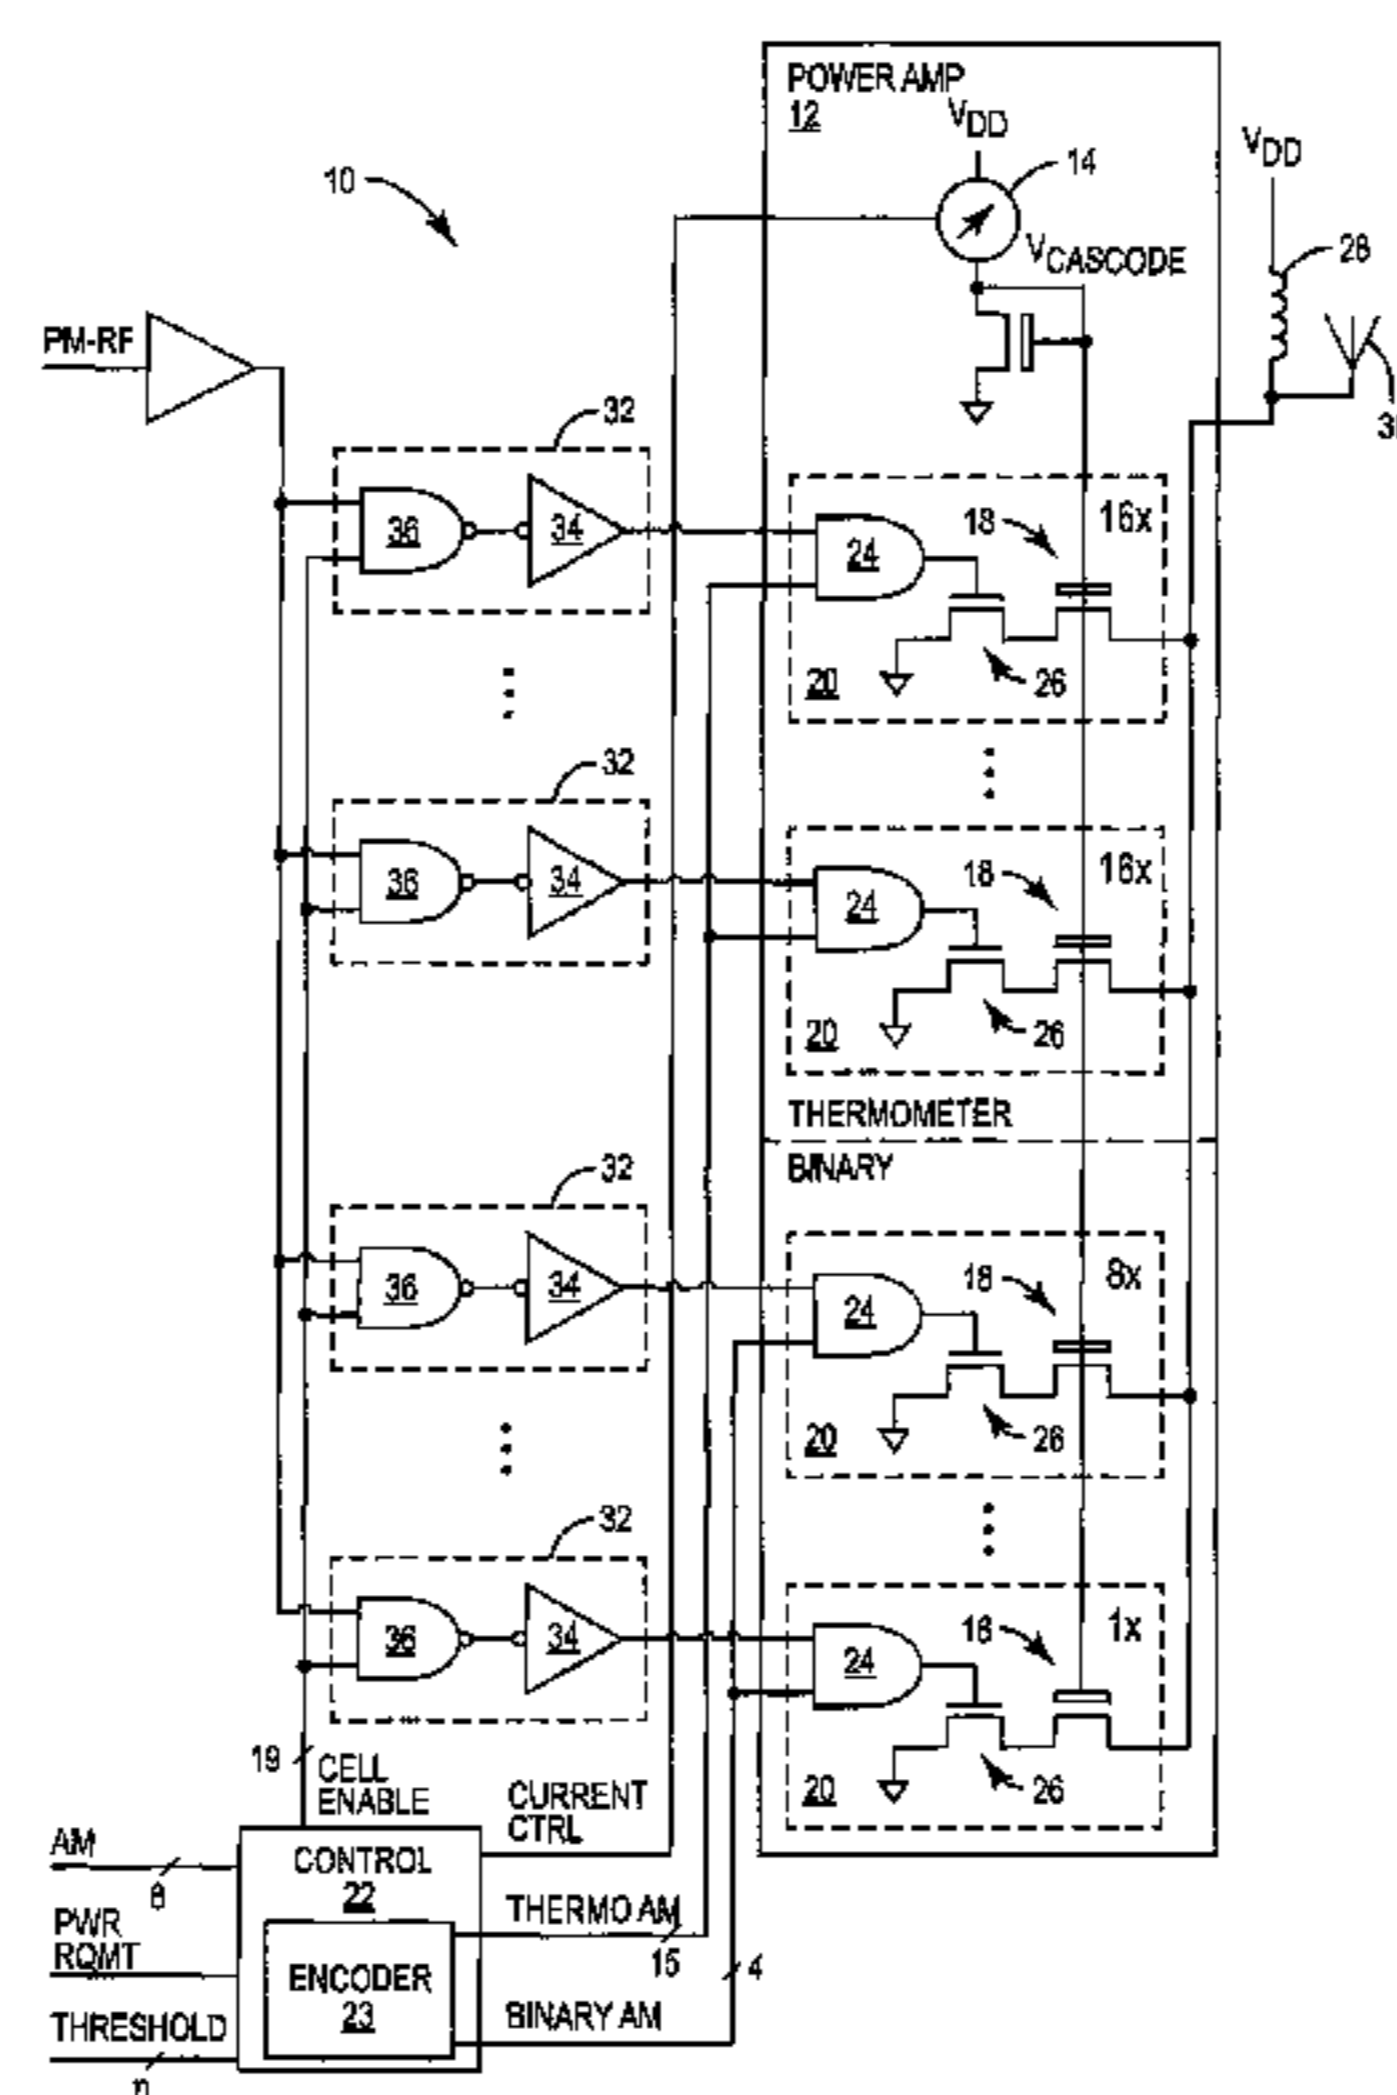 POWER AMP
12
VDD
VDD
14
10
VCASCODE
28
PM-RF
32
36
34
24
18
16x
20
26
32
36
34
24
18
16x
20
26
THERMOMETER
BINARY
32
36
34
24
18
8x
20
26
32
36
34
24
18
1x
20
26
19
CELL
ENABLE
CURRENT
CTRL
AM
8
CONTROL
22
THERMO AM
15
PWR
RQMT
ENCODER
23
4
THRESHOLD
n
BINARY AM